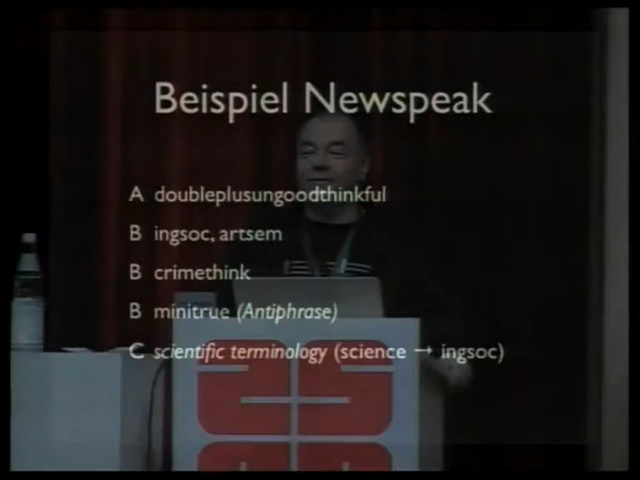 Beispiel Newspeak
A doubleplusungoodthinkful
B ingsoc, artsem
B crimethink
B minitrue (Antiphrase)
C scientific terminology (science → ingsoc)